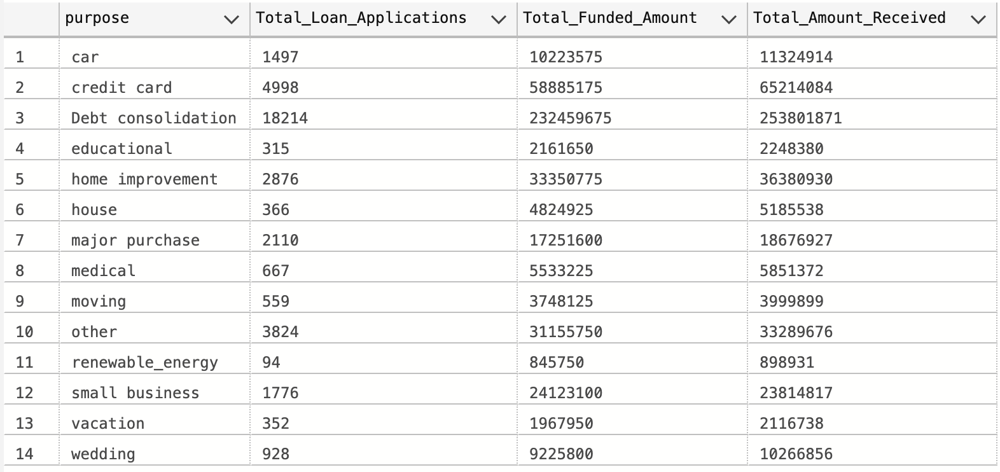 purpose Total_Loan_Applications Total_Funded_Amount Total_Amount_Received
1 car 1497 10223575 11324914
2 credit card 4998 58885175 65214084
3 Debt consolidation 18214 232459675 253801871
4 educational 315 2161650 2248380
5 home improvement 2876 33350775 36380930
6 house 366 4824925 5185538
7 major purchase 2110 17251600 18676927
8 medical 667 5533225 5851372
9 moving 559 3748125 3999899
10 other 3824 31155750 33289676
11 renewable_energy 94 845750 898931
12 small business 1776 24123100 23814817
13 vacation 352 1967950 2116738
14 wedding 928 9225800 10266856